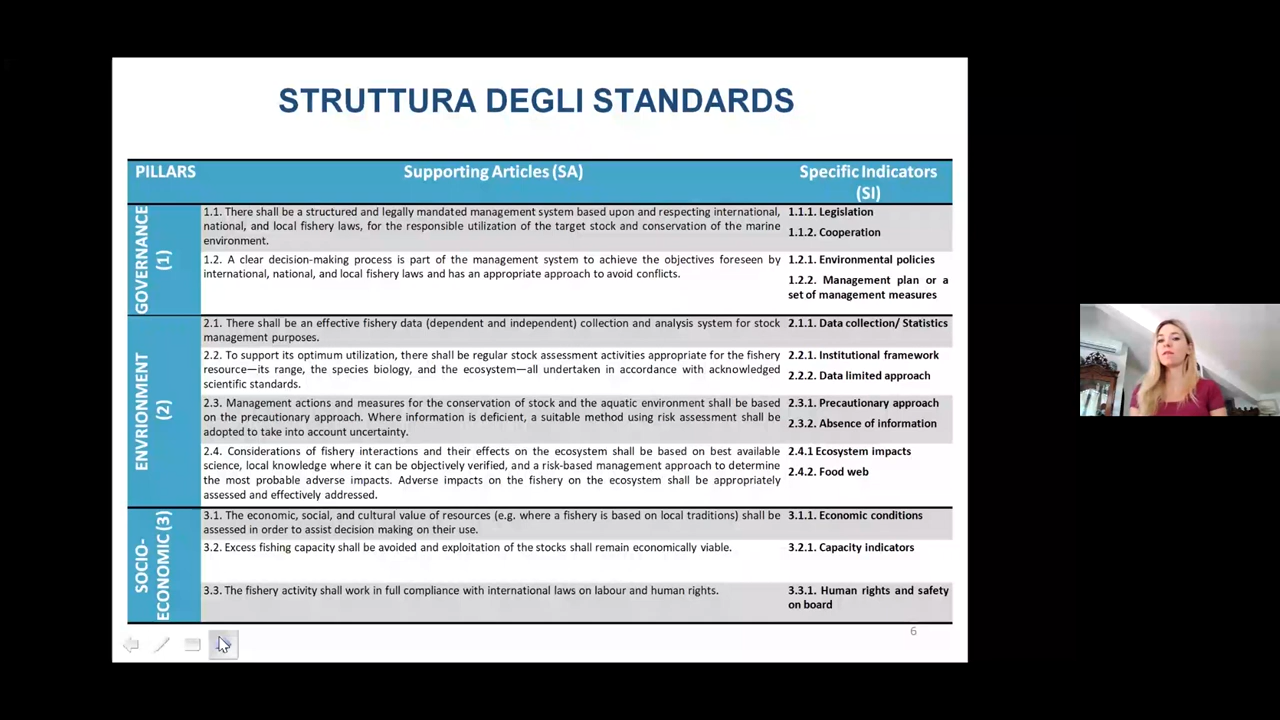 STRUTTURA DEGLI STANDARDS
PILLARS
Supporting Articles (SA)
Specific Indicators
(SI)
GOVERNANCE
(1)
1.1. There shall be a structured and legally mandated management system based upon and respecting international,
national, and local fishery laws, for the responsible utilization of the target stock and conservation of the marine
environment.
1.1.1. Legislation
1.1.2. Cooperation
1.2. A clear decision-making process is part of the management system to achieve the objectives foreseen by
international, national, and local fishery laws and has an appropriate approach to avoid conflicts.
1.2.1. Environmental policies
1.2.2. Management plan or a
set of management measures
ENVRIONMENT
(2)
2.1. There shall be an effective fishery data (dependent and independent) collection and analysis system for stock
management purposes.
2.1.1. Data collection/ Statistics
2.2. To support its optimum utilization, there shall be regular stock assessment activities appropriate for the fishery
resource—its range, the species biology, and the ecosystem—all undertaken in accordance with acknowledged
scientific standards.
2.2.1. Institutional framework
2.2.2. Data limited approach
2.3. Management actions and measures for the conservation of stock and the aquatic environment shall be based
on the precautionary approach. Where information is deficient, a suitable method using risk assessment shall be
adopted to take into account uncertainty.
2.3.1. Precautionary approach
2.3.2. Absence of information
2.4. Considerations of fishery interactions and their effects on the ecosystem shall be based on best available
science, local knowledge where it can be objectively verified, and a risk-based management approach to determine
the most probable adverse impacts. Adverse impacts on the fishery on the ecosystem shall be appropriately
assessed and effectively addressed.
2.4.1 Ecosystem impacts
2.4.2. Food web
SOCIO-
ECONOMIC (3)
3.1. The economic, social, and cultural value of resources (e.g. where a fishery is based on local traditions) shall be
assessed in order to assist decision making on their use.
3.1.1. Economic conditions
3.2. Excess fishing capacity shall be avoided and exploitation of the stocks shall remain economically viable.
3.2.1. Capacity indicators
3.3. The fishery activity shall work in full compliance with international laws on labour and human rights.
3.3.1. Human rights and safety
on board
6